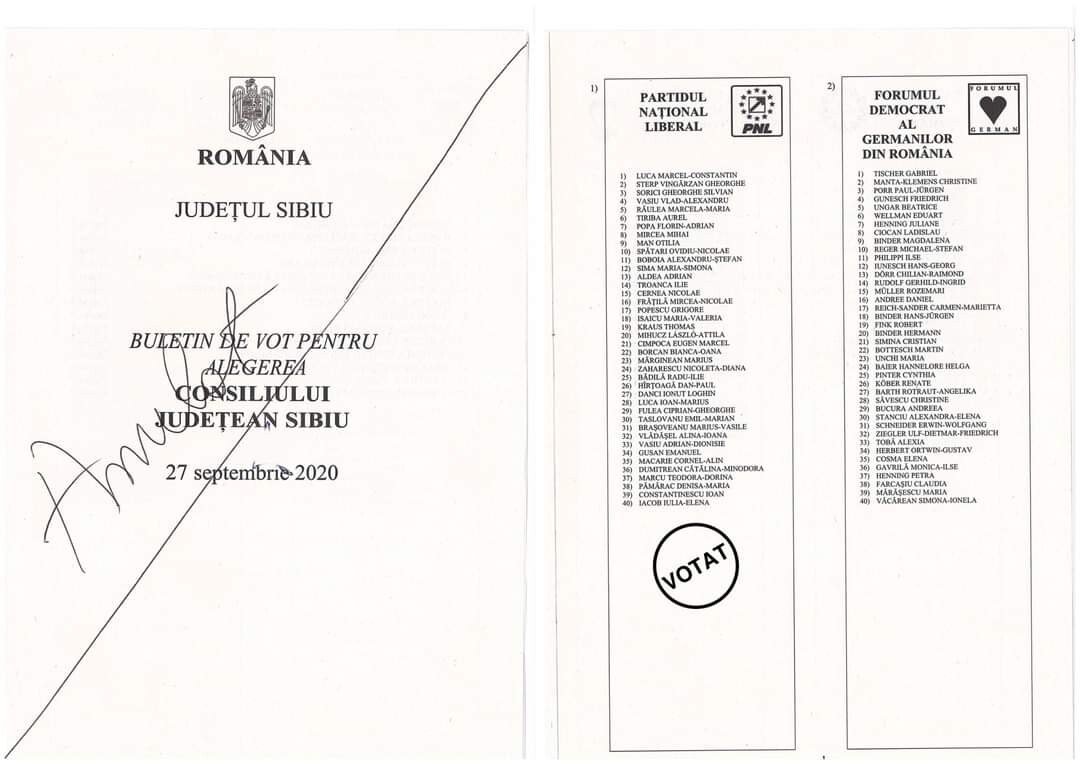 ROMÂNIA
JUDEȚUL SIBIU
BULETIN DE VOT PENTRU
ALEGEREA
CONSILIULUI
JUDEȚEAN SIBIU
27 septembrie 2020
Anulat
1)
PARTIDUL
NAȚIONAL
LIBERAL
PNL
1) LUCA MARCEL-CONSTANTIN
2) STERP VINGĂRZAN GHEORGHE
3) SORICI GHEORGHE SILVIAN
4) VASIU VLAD-ALEXANDRU
5) RĂULEA MARCELA-MARIA
6) TIRIBA AUREL
7) POPA FLORIN-ADRIAN
8) MIRCEA MIHAI
9) MAN OTILIA
10) SPĂTARI OVIDIU-NICOLAE
11) BOBOIA ALEXANDRU-ȘTEFAN
12) SIMA MARIA-SIMONA
13) ALDEA ADRIAN
14) TROANCA ILIE
15) CERNEA NICOLAE
16) FRĂȚILĂ MIRCEA-NICOLAE
17) POPESCU GRIGORE
18) ISAICU MARIA-VALERIA
19) KRAUS THOMAS
20) MIHUCZ LÁSZLÓ-ATTILA
21) CIMPOCA EUGEN MARCEL
22) BORCAN BIANCA-OANA
23) MĂRGINEAN MARIUS
24) ZAHARESCU NICOLETA-DIANA
25) BĂDILĂ RADU-ILIE
26) HÎRȚOAGĂ DAN-PAUL
27) DANCI IONUT LOGHIN
28) LUCA IOAN-MARIUS
29) FULEA CIPRIAN-GHEORGHE
30) TASLOVANU EMIL-MARIAN
31) BRAȘOVEANU MARIUS-VASILE
32) VLĂDĂȘEL ALINA-IOANA
33) VASIU ADRIAN-DIONISIE
34) GUSAN EMANUEL
35) MACARIE CORNEL-ALIN
36) DUMITREAN CĂTĂLINA-MINODORA
37) MARCU TEODORA-DORINA
38) PĂMĂRAC DENISA-MARIA
39) CONSTANTINESCU IOAN
40) IACOB IULIA-ELENA
VOTAT
2)
FORUMUL
DEMOCRAT
AL
GERMANILOR
DIN ROMÂNIA
FORUMUL
GERMAN
1) TISCHER GABRIEL
2) MANTA-KLEMENS CHRISTINE
3) PORR PAUL-JÜRGEN
4) GUNESCH FRIEDRICH
5) UNGAR BEATRICE
6) WELLMAN EDUART
7) HENNING JULIANE
8) CIOCAN LADISLAU
9) BINDER MAGDALENA
10) REGER MICHAEL-STEFAN
11) PHILIPPI ILSE
12) IUNESCH HANS-GEORG
13) DÖRR CHILIAN-RAIMOND
14) RUDOLF GERHILD-INGRID
15) MÜLLER ROZEMARI
16) ANDREE DANIEL
17) REICH-SANDER CARMEN-MARIETTA
18) BINDER HANS-JÜRGEN
19) FINK ROBERT
20) BINDER HERMANN
21) SIMINA CRISTIAN
22) BOTTESCH MARTIN
23) UNCHI MARIA
24) BAIER HANNELORE HELGA
25) PINTER CYNTHIA
26) KÖBER RENATE
27) BARTH ROTRAUT-ANGELIKA
28) SĂVESCU CHRISTINE
29) BUCURA ANDREEA
30) STANCIU ALEXANDRA-ELENA
31) SCHNEIDER ERWIN-WOLFGANG
32) ZIEGLER ULF-DIETMAR-FRIEDRICH
33) TOBĂ ALEXIA
34) HERBERT ORTWIN-GUSTAV
35) COSMA ELENA
36) GAVRILĂ MONICA-ILSE
37) HENNING PETRA
38) FARCAȘIU CLAUDIA
39) MĂRĂȘESCU MARIA
40) VĂCĂREAN SIMONA-IONELA